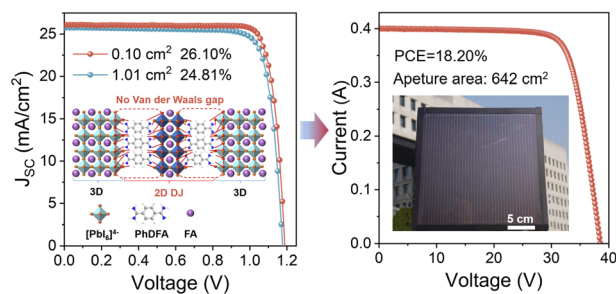 25
20
15
10
5
0
J_SC (mA/cm²)
0.10 cm² 26.10%
1.01 cm² 24.81%
No Van der Waals gap
3D
2D DJ
3D
[PbI₆]⁴⁻
PhDFA
FA
0.0 0.2 0.4 0.6 0.8 1.0 1.2
Voltage (V)
0.4
0.3
0.2
0.1
0.0
Current (A)
PCE=18.20%
Apeture area: 642 cm²
5 cm
0 10 20 30 40
Voltage (V)